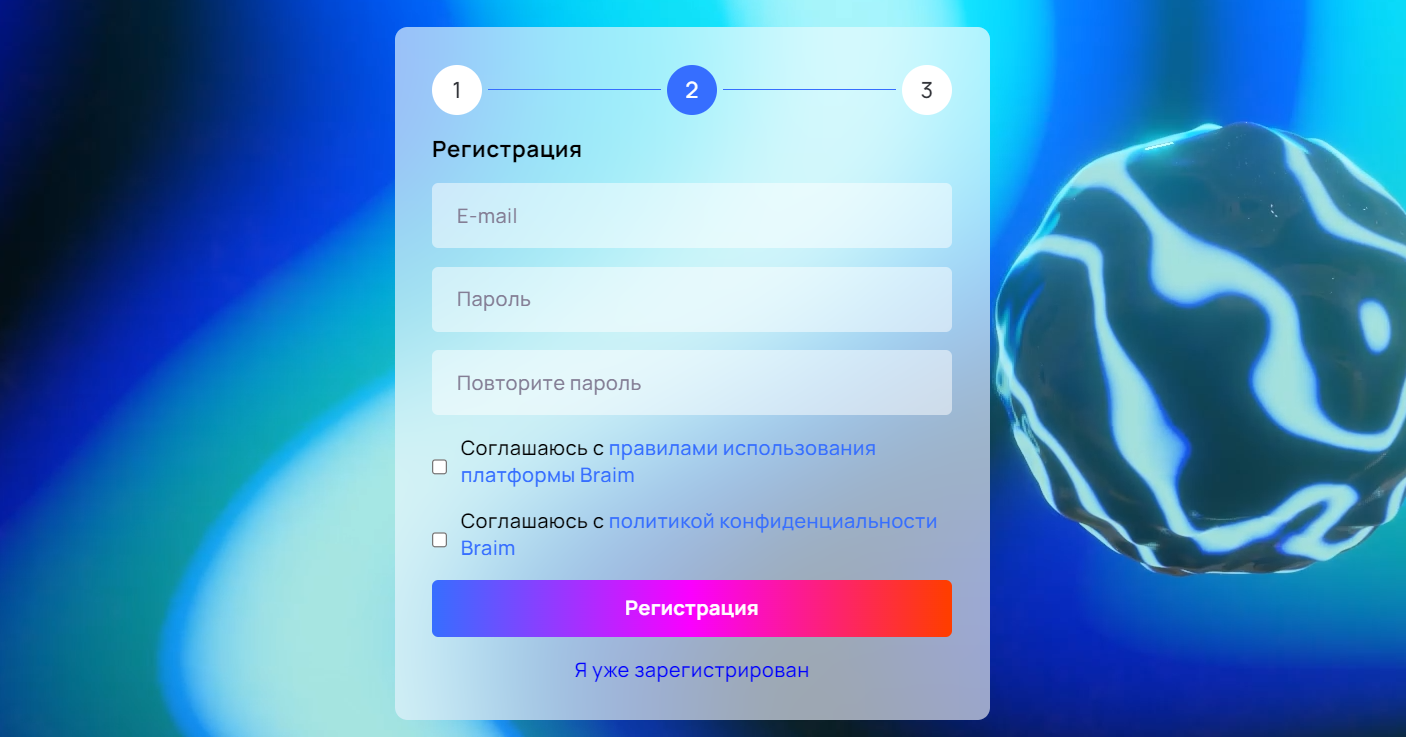 1 2 3
Регистрация
E-mail
Пароль
Повторите пароль
Соглашаюсь с правилами использования
платформы Braim
Соглашаюсь с политикой конфиденциальности
Braim
Регистрация
Я уже зарегистрирован